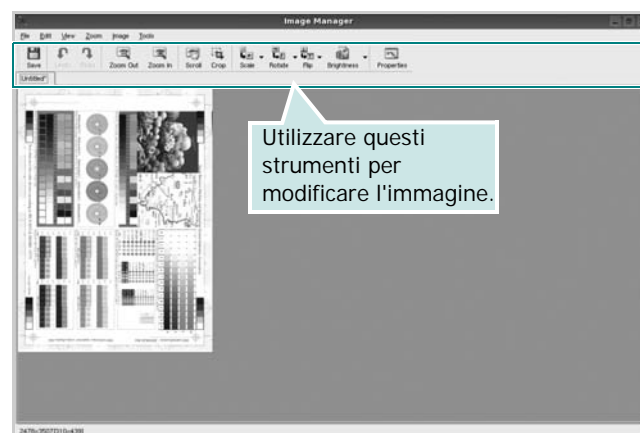 Image Manager
File Edit View Zoom Image Tools
Save Undo Redo Zoom Out Zoom In Scroll Crop Scale Rotate Flip Brightness Properties
Untitled*
Utilizzare questi
strumenti per
modificare l'immagine.